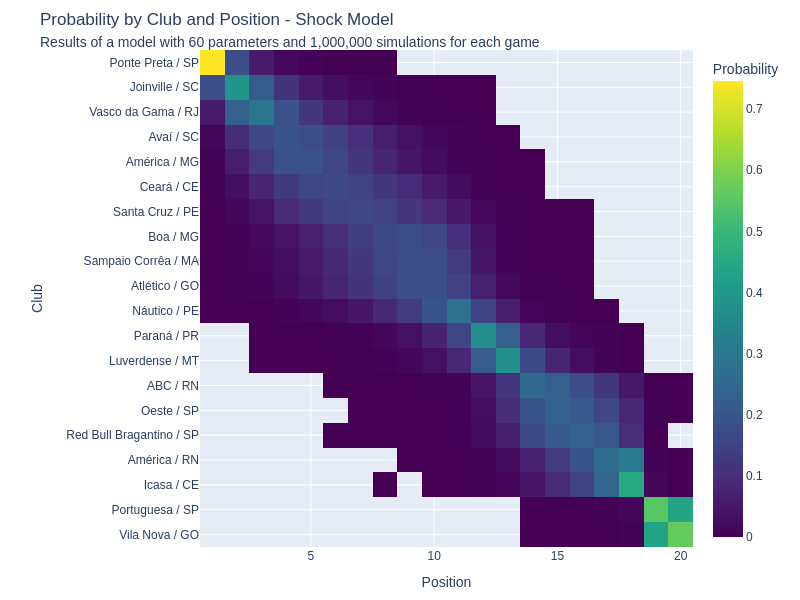 Probability by Club and Position - Shock Model
Results of a model with 60 parameters and 1,000,000 simulations for each game
Probability
Club
Ponte Preta / SP
Joinville / SC
Vasco da Gama / RJ
Avaí / SC
América / MG
Ceará / CE
Santa Cruz / PE
Boa / MG
Sampaio Corrêa / MA
Atlético / GO
Náutico / PE
Paraná / PR
Luverdense / MT
ABC / RN
Oeste / SP
Red Bull Bragantino / SP
América / RN
Icasa / CE
Portuguesa / SP
Vila Nova / GO
0.7
0.6
0.5
0.4
0.3
0.2
0.1
0
5
10
15
20
Position